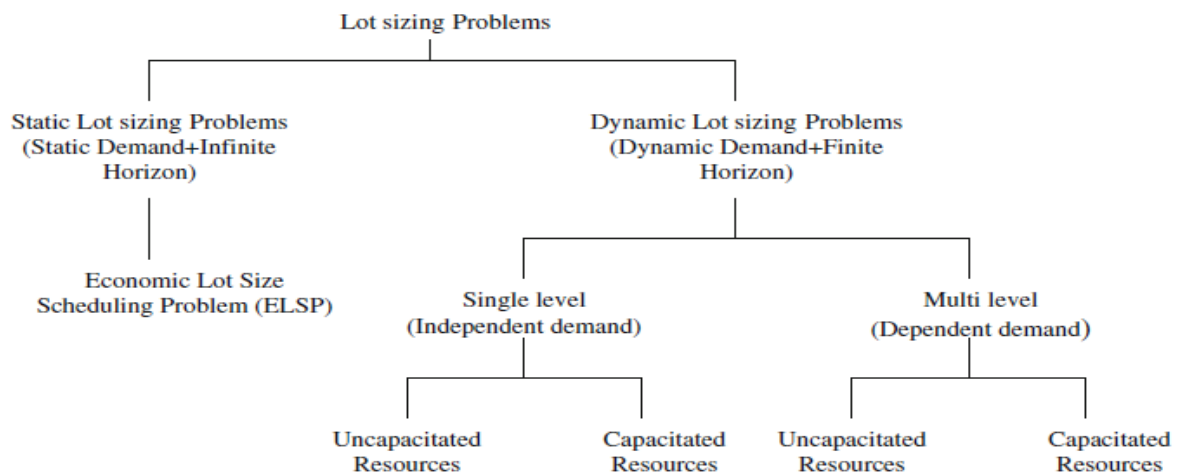 Lot sizing Problems
Static Lot sizing Problems
(Static Demand+Infinite
Horizon)
Dynamic Lot sizing Problems
(Dynamic Demand+Finite
Horizon)
Economic Lot Size
Scheduling Problem (ELSP)
Single level
(Independent demand)
Multi level
(Dependent demand)
Uncapacitated
Resources
Capacitated
Resources
Uncapacitated
Resources
Capacitated
Resources